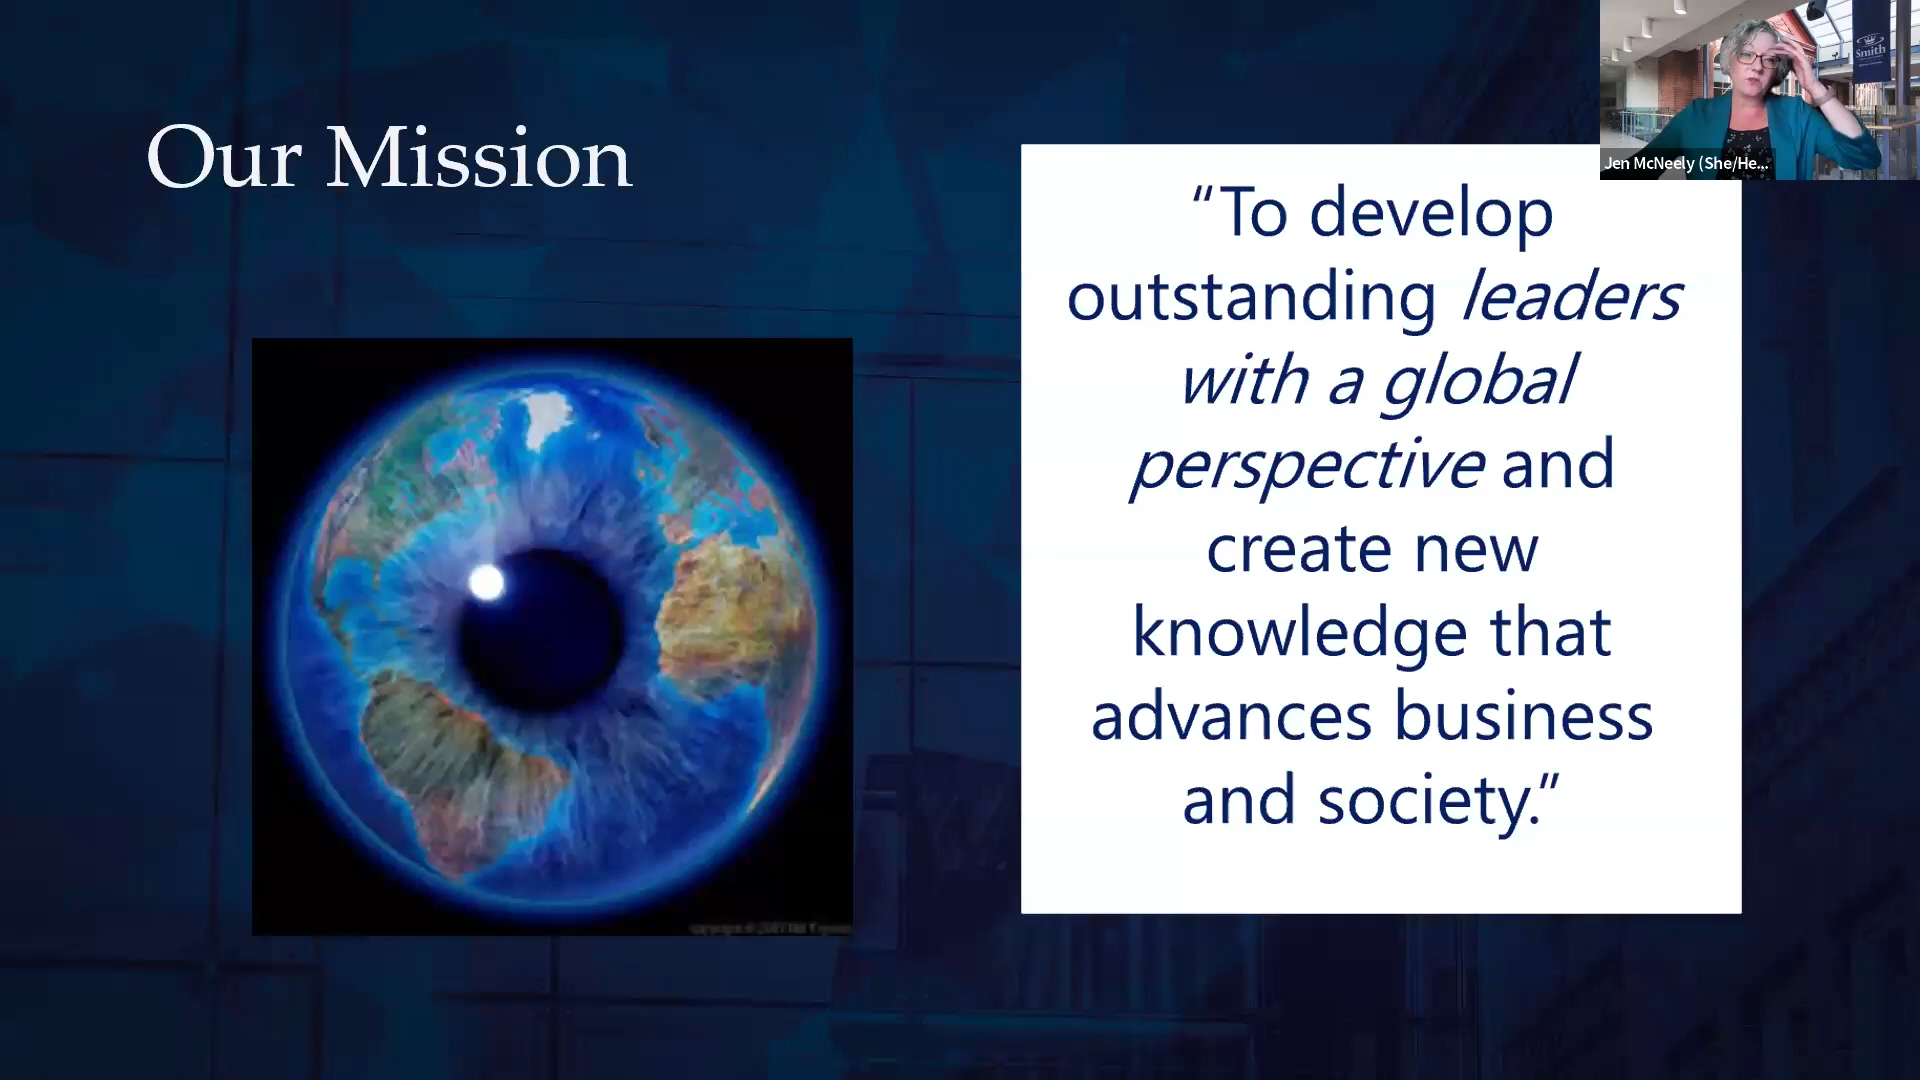 Smith
Jen McNeely (She/He...
Our Mission
“To develop
outstanding leaders
with a global
perspective and
create new
knowledge that
advances business
and society.”